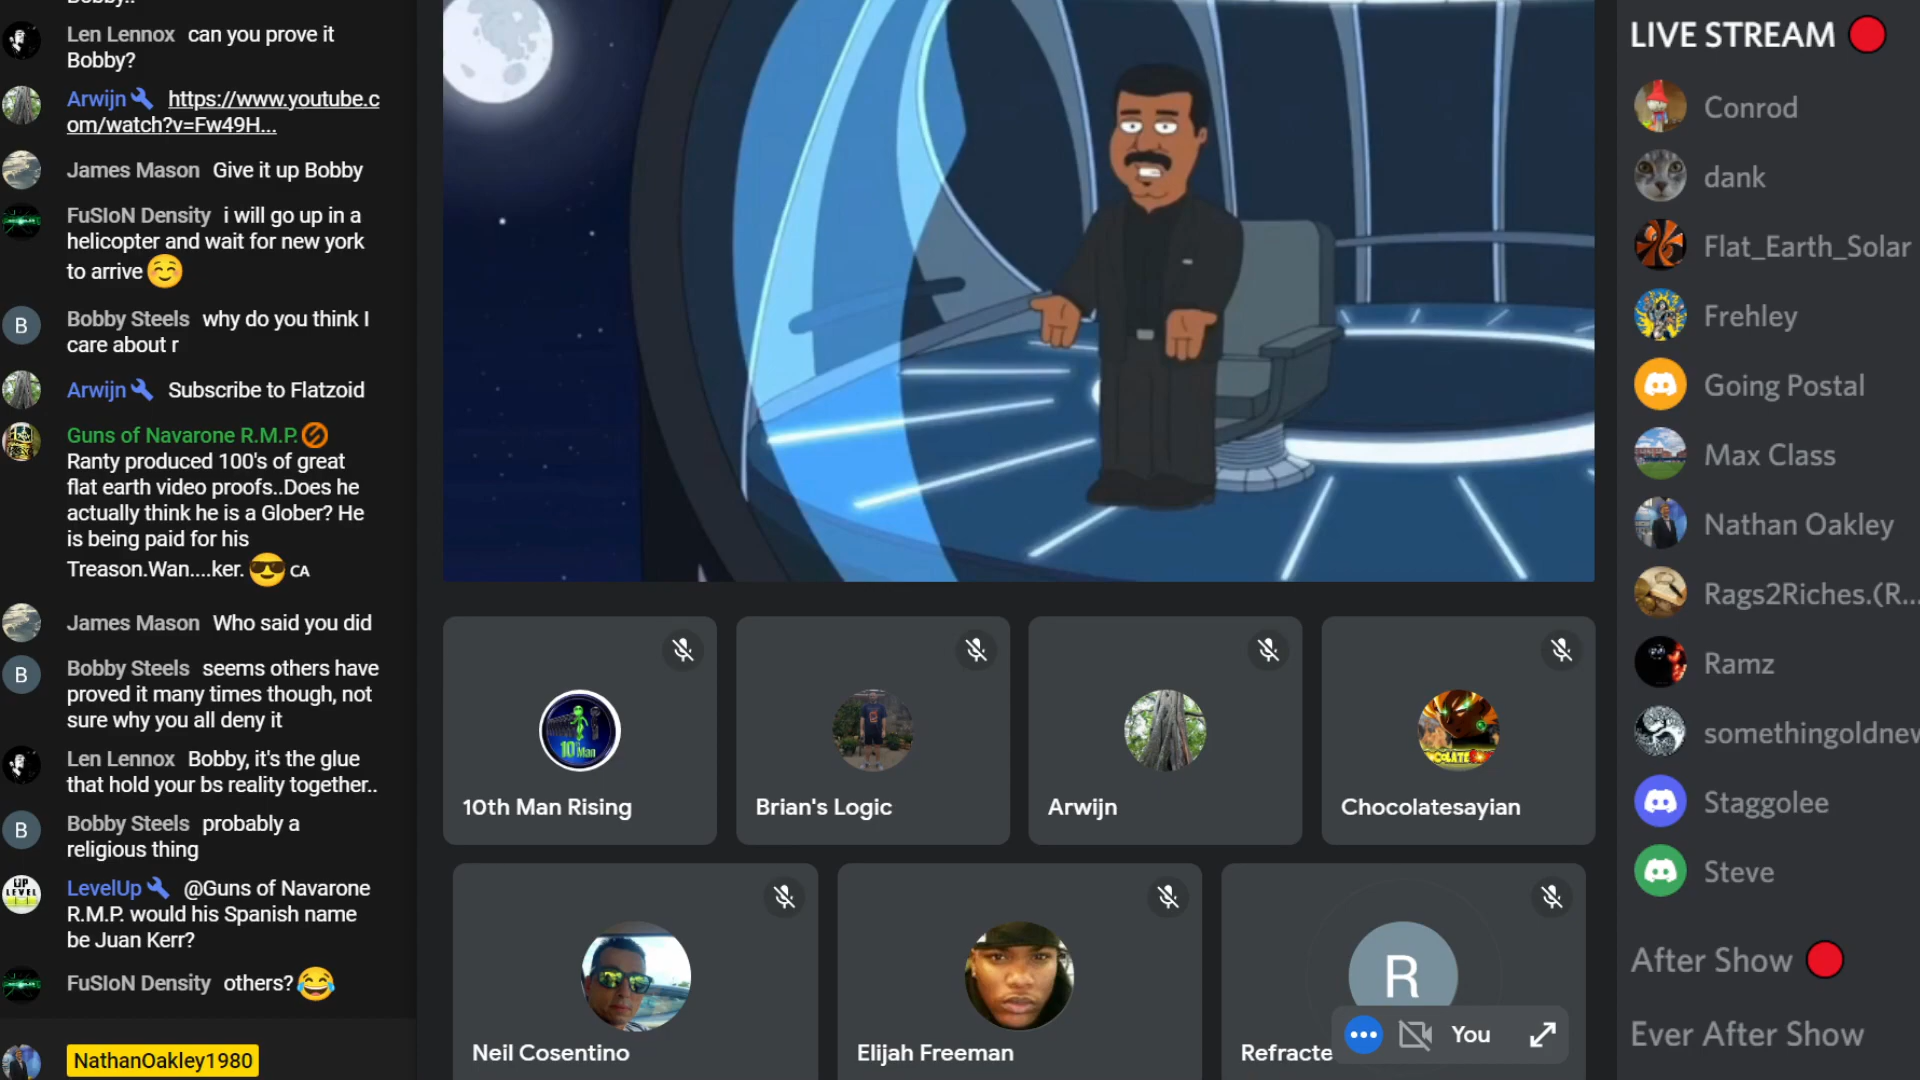 Bobby..
Len Lennox can you prove it
Bobby?
Arwijn https://www.youtube.c
om/watch?v=Fw49H...
James Mason Give it up Bobby
FuSIoN Density i will go up in a
helicopter and wait for new york
to arrive
B
Bobby Steels why do you think I
care about r
Arwijn Subscribe to Flatzoid
Guns of Navarone R.M.P.
Ranty produced 100's of great
flat earth video proofs..Does he
actually think he is a Glober? He
is being paid for his
Treason.Wan....ker. CA
James Mason Who said you did
B
Bobby Steels seems others have
proved it many times though, not
sure why you all deny it
Len Lennox Bobby, it's the glue
that hold your bs reality together..
B
Bobby Steels probably a
religious thing
UP
LEVEL
LevelUp @Guns of Navarone
R.M.P. would his Spanish name
be Juan Kerr?
FuSIoN Density others?
NathanOakley1980
10 Man
10th Man Rising
Brian's Logic
Arwijn
Chocolatesayian
Neil Cosentino
Elijah Freeman
R
Refracte
You
LIVE STREAM
Conrod
dank
Flat_Earth_Solar
Frehley
Going Postal
Max Class
Nathan Oakley
Rags2Riches.(R...
Ramz
somethingoldnew
Staggolee
Steve
After Show
Ever After Show